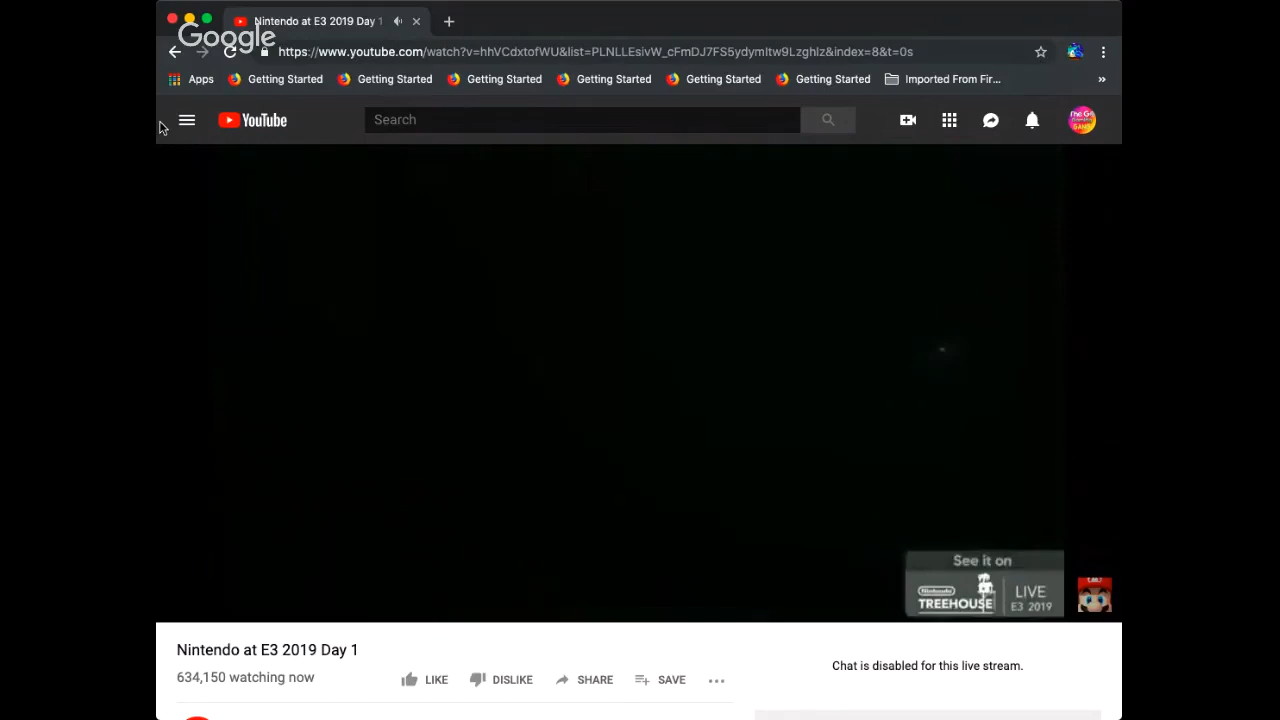 Nintendo at E3 2019 Day 1
Google
https://www.youtube.com/watch?v=hhVCdxtofWU&list=PLNLLEsivW_cFmDJ7FS5ydymItw9Lzghlz&index=8&t=0s
Apps Getting Started Getting Started Getting Started Getting Started Getting Started Getting Started Imported From Fir... »
YouTube Search
See it on
Nintendo
TREEHOUSE
LIVE
E3 2019
Nintendo at E3 2019 Day 1
634,150 watching now
LIKE DISLIKE SHARE SAVE ...
Chat is disabled for this live stream.